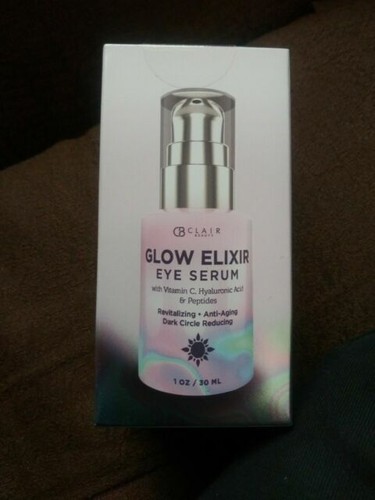 CB CLAIR
BEAUTY
GLOW ELIXIR
EYE SERUM
with Vitamin C, Hyaluronic Acid
& Peptides
Revitalizing • Anti-Aging
Dark Circle Reducing
1 OZ / 30 ML